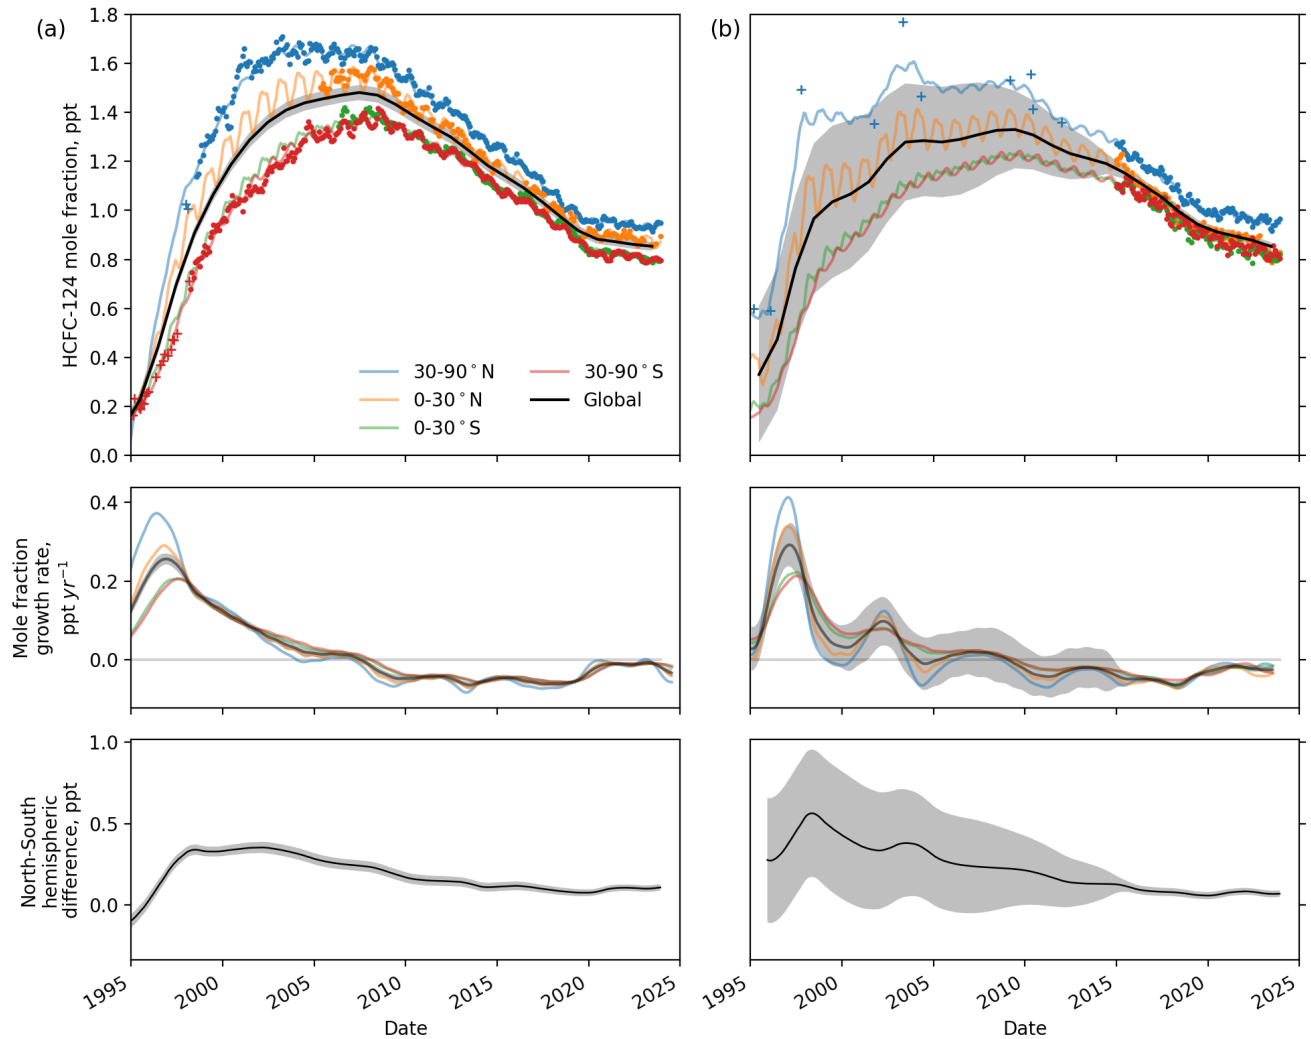 (a)
(b)
1.8
1.6
1.4
1.2
1.0
0.8
0.6
0.4
0.2
0.0
HCFC-124 mole fraction, ppt
30-90°N
0-30°N
0-30°S
30-90°S
Global
0.4
0.2
0.0
Mole fraction
growth rate,
ppt yr⁻¹
1.0
0.5
0.0
North-South
hemispheric
difference, ppt
1995
2000
2005
2010
2015
2020
2025
Date
1995
2000
2005
2010
2015
2020
2025
Date